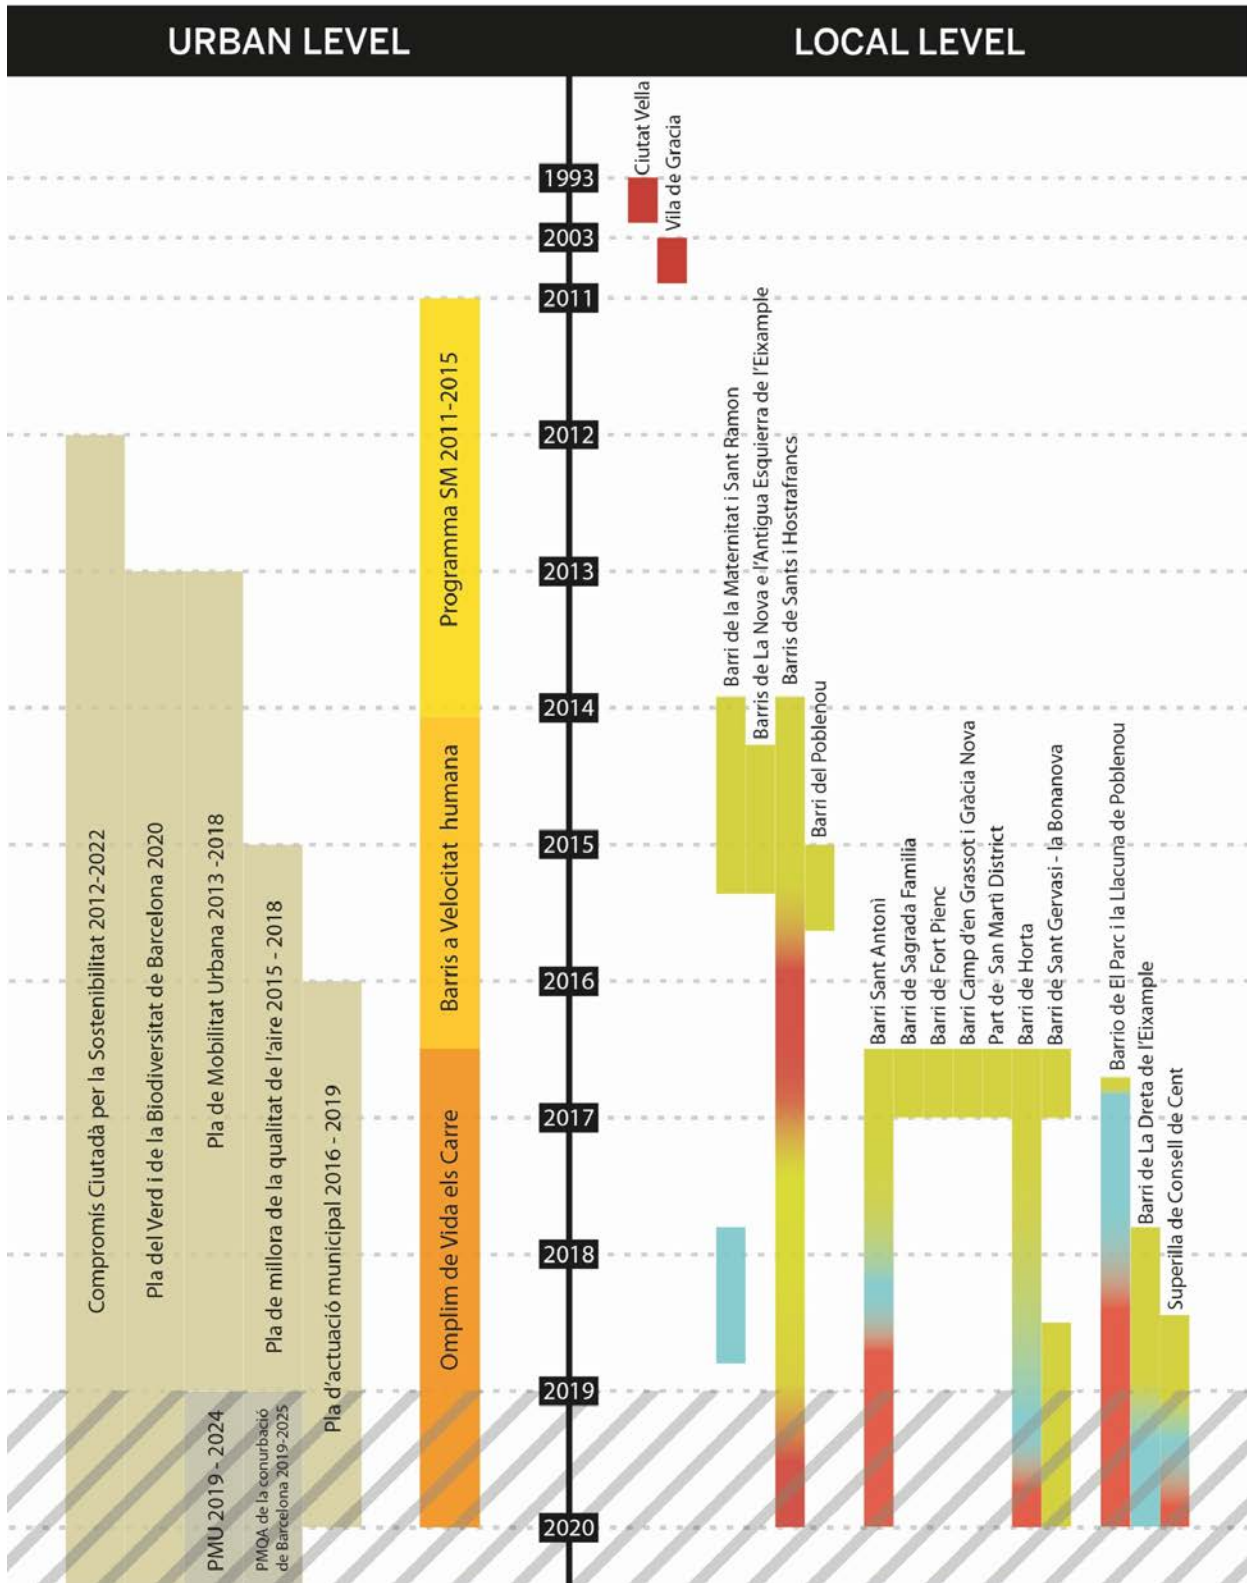 URBAN LEVEL
LOCAL LEVEL
1993
2003
2011
2012
2013
2014
2015
2016
2017
2018
2019
2020
Compromís Ciutadà per la Sostenibilitat 2012-2022
Pla del Verd i de la Biodiversitat de Barcelona 2020
Pla de Mobilitat Urbana 2013 -2018
PMU 2019 - 2024
Pla de millora de la qualitat de l'aire 2015 - 2018
PMQA de la conurbació
de Barcelona 2019-2025
Pla d'actuació municipal 2016 - 2019
Programma SM 2011-2015
Barris a Velocitat humana
Omplim de Vida els Carre
Ciutat Vella
Vila de Gracia
Barri de la Maternitat i Sant Ramon
Barris de La Nova e l'Antigua Esquierra de l'Eixample
Barris de Sants i Hostrafrancs
Barri del Poblenou
Barri Sant Antoni
Barri de Sagrada Familia
Barri de Fort Pienc
Barri Camp d'en Grassot i Gràcia Nova
Part de San Martì District
Barri de Horta
Barri de Sant Gervasi - la Bonanova
Barrio de El Parc i la Llacuna de Poblenou
Barri de La Dreta de l'Eixample
Superilla de Consell de Cent